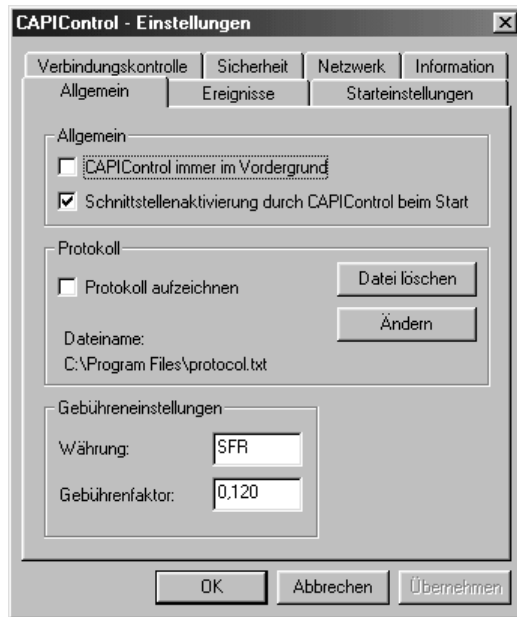 CAPIControl - Einstellungen
Verbindungskontrolle Sicherheit Netzwerk Information
Allgemein Ereignisse Starteinstellungen
Allgemein
CAPIControl immer im Vordergrund
Schnittstellenaktivierung durch CAPIControl beim Start
Protokoll
Protokoll aufzeichnen
Datei löschen
Ändern
Dateiname:
C:\Program Files\protocol.txt
Gebühreneinstellungen
Währung: SFR
Gebührenfaktor: 0,120
OK Abbrechen Übernehmen